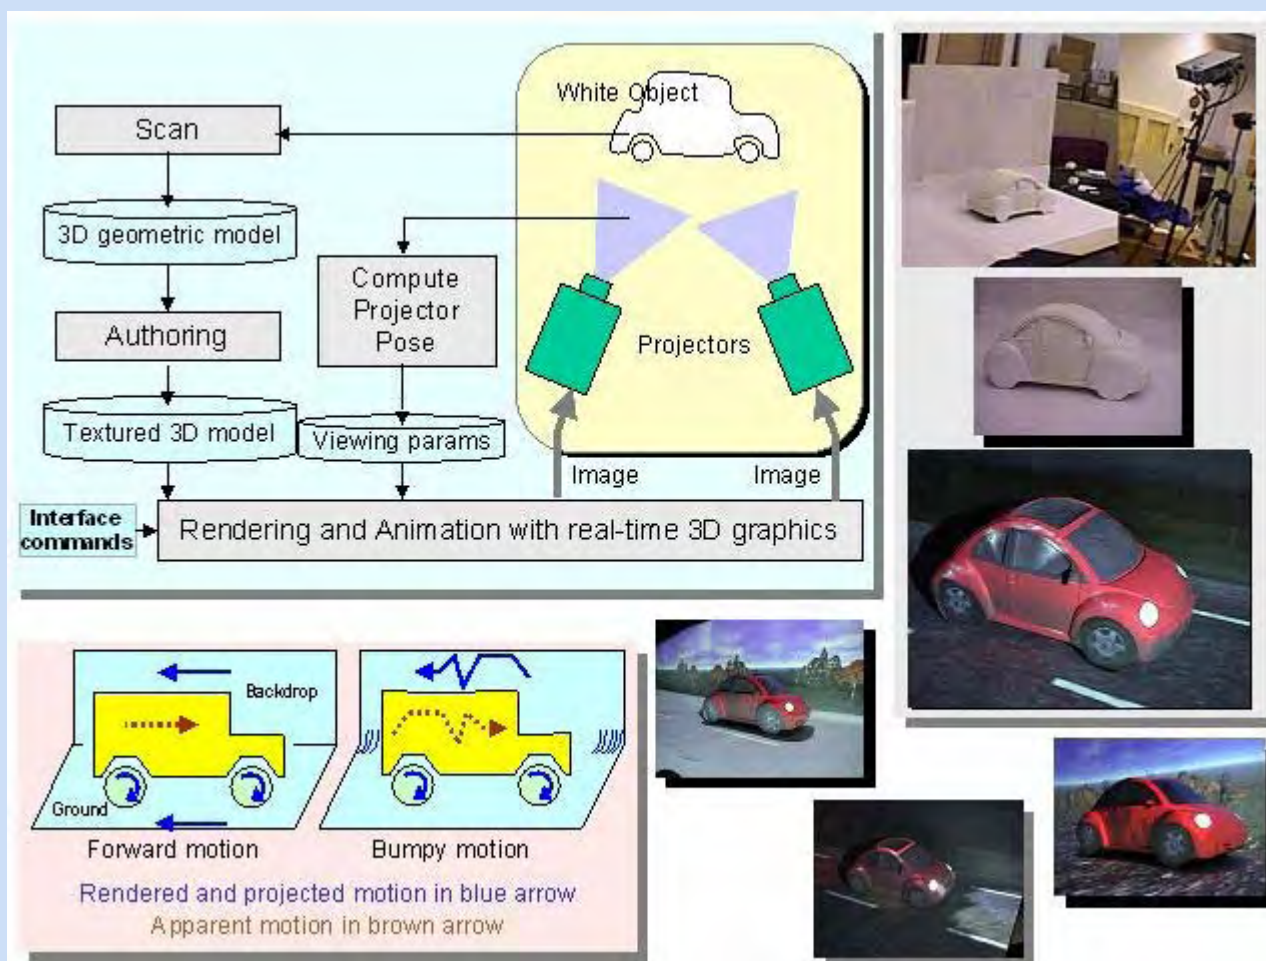 White Object
Scan
3D geometric model
Compute
Projector
Pose
Authoring
Projectors
Textured 3D model
Viewing params
Image
Image
Interface
commands
Rendering and Animation with real-time 3D graphics
Backdrop
Ground
Forward motion
Bumpy motion
Rendered and projected motion in blue arrow
Apparent motion in brown arrow